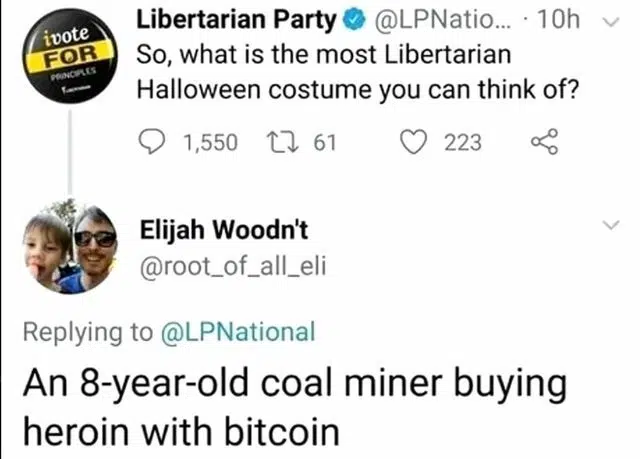 ivote
FOR
PRINCIPLES
Libertarian Party @LPNatio... · 10h
So, what is the most Libertarian
Halloween costume you can think of?
1,550 61 223
Elijah Woodn't
@root_of_all_eli
Replying to @LPNational
An 8-year-old coal miner buying
heroin with bitcoin